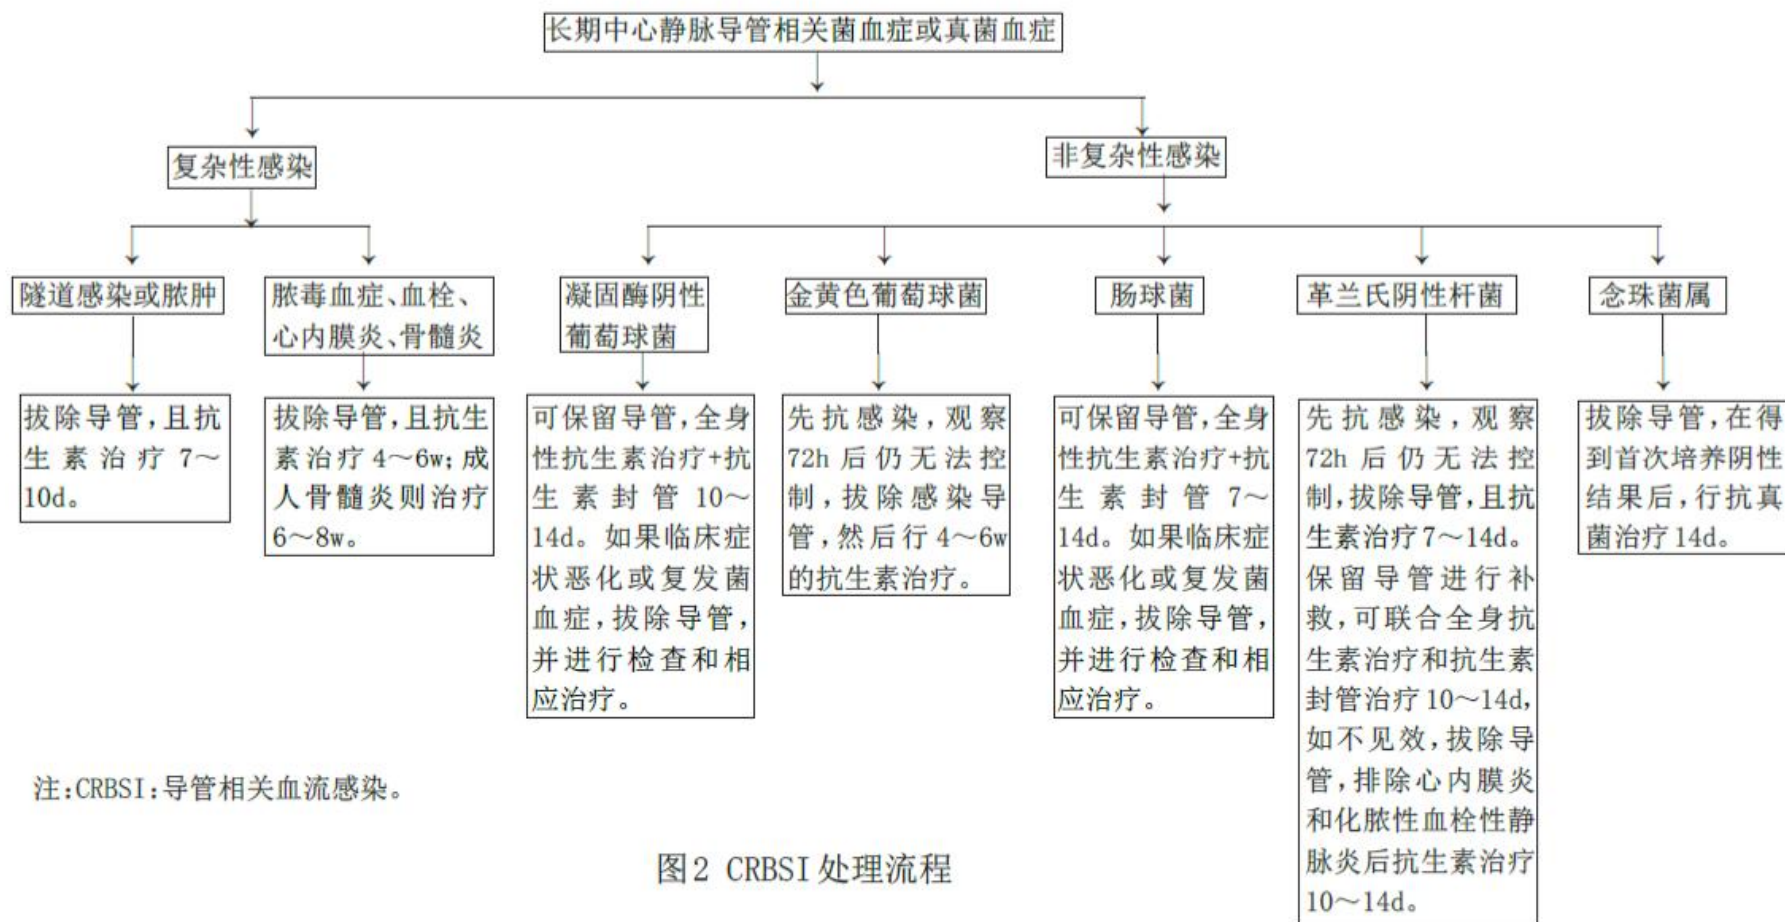 长期中心静脉导管相关菌血症或真菌血症
复杂性感染
非复杂性感染
隧道感染或脓肿
脓毒血症、血栓、
心内膜炎、骨髓炎
凝固酶阴性
葡萄球菌
金黄色葡萄球菌
肠球菌
革兰氏阴性杆菌
念珠菌属
拔除导管,且抗
生素治疗7～
10d。
拔除导管,且抗生
素治疗4～6w;成
人骨髓炎则治疗
6～8w。
可保留导管,全身
性抗生素治疗+抗
生素封管10～
14d。如果临床症
状恶化或复发菌
血症,拔除导管,
并进行检查和相
应治疗。
先抗感染,观察
72h后仍无法控
制,拔除感染导
管,然后行4～6w
的抗生素治疗。
可保留导管,全身
性抗生素治疗+抗
生素封管7～
14d。如果临床症
状恶化或复发菌
血症,拔除导管,
并进行检查和相
应治疗。
先抗感染,观察
72h后仍无法控
制,拔除导管,且抗
生素治疗7～14d。
保留导管进行补
救,可联合全身抗
生素治疗和抗生素
封管治疗10～14d,
如不见效,拔除导
管,排除心内膜炎
和化脓性血栓性静
脉炎后抗生素治疗
10～14d。
拔除导管,在得
到首次培养阴性
结果后,行抗真
菌治疗14d。
注:CRBSI:导管相关血流感染。
图2 CRBSI处理流程